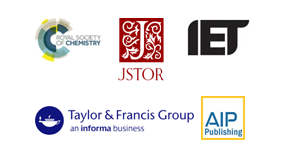 ROYAL SOCIETY
OF CHEMISTRY
J
JSTOR
IET
Taylor & Francis Group
an informa business
AIP
Publishing